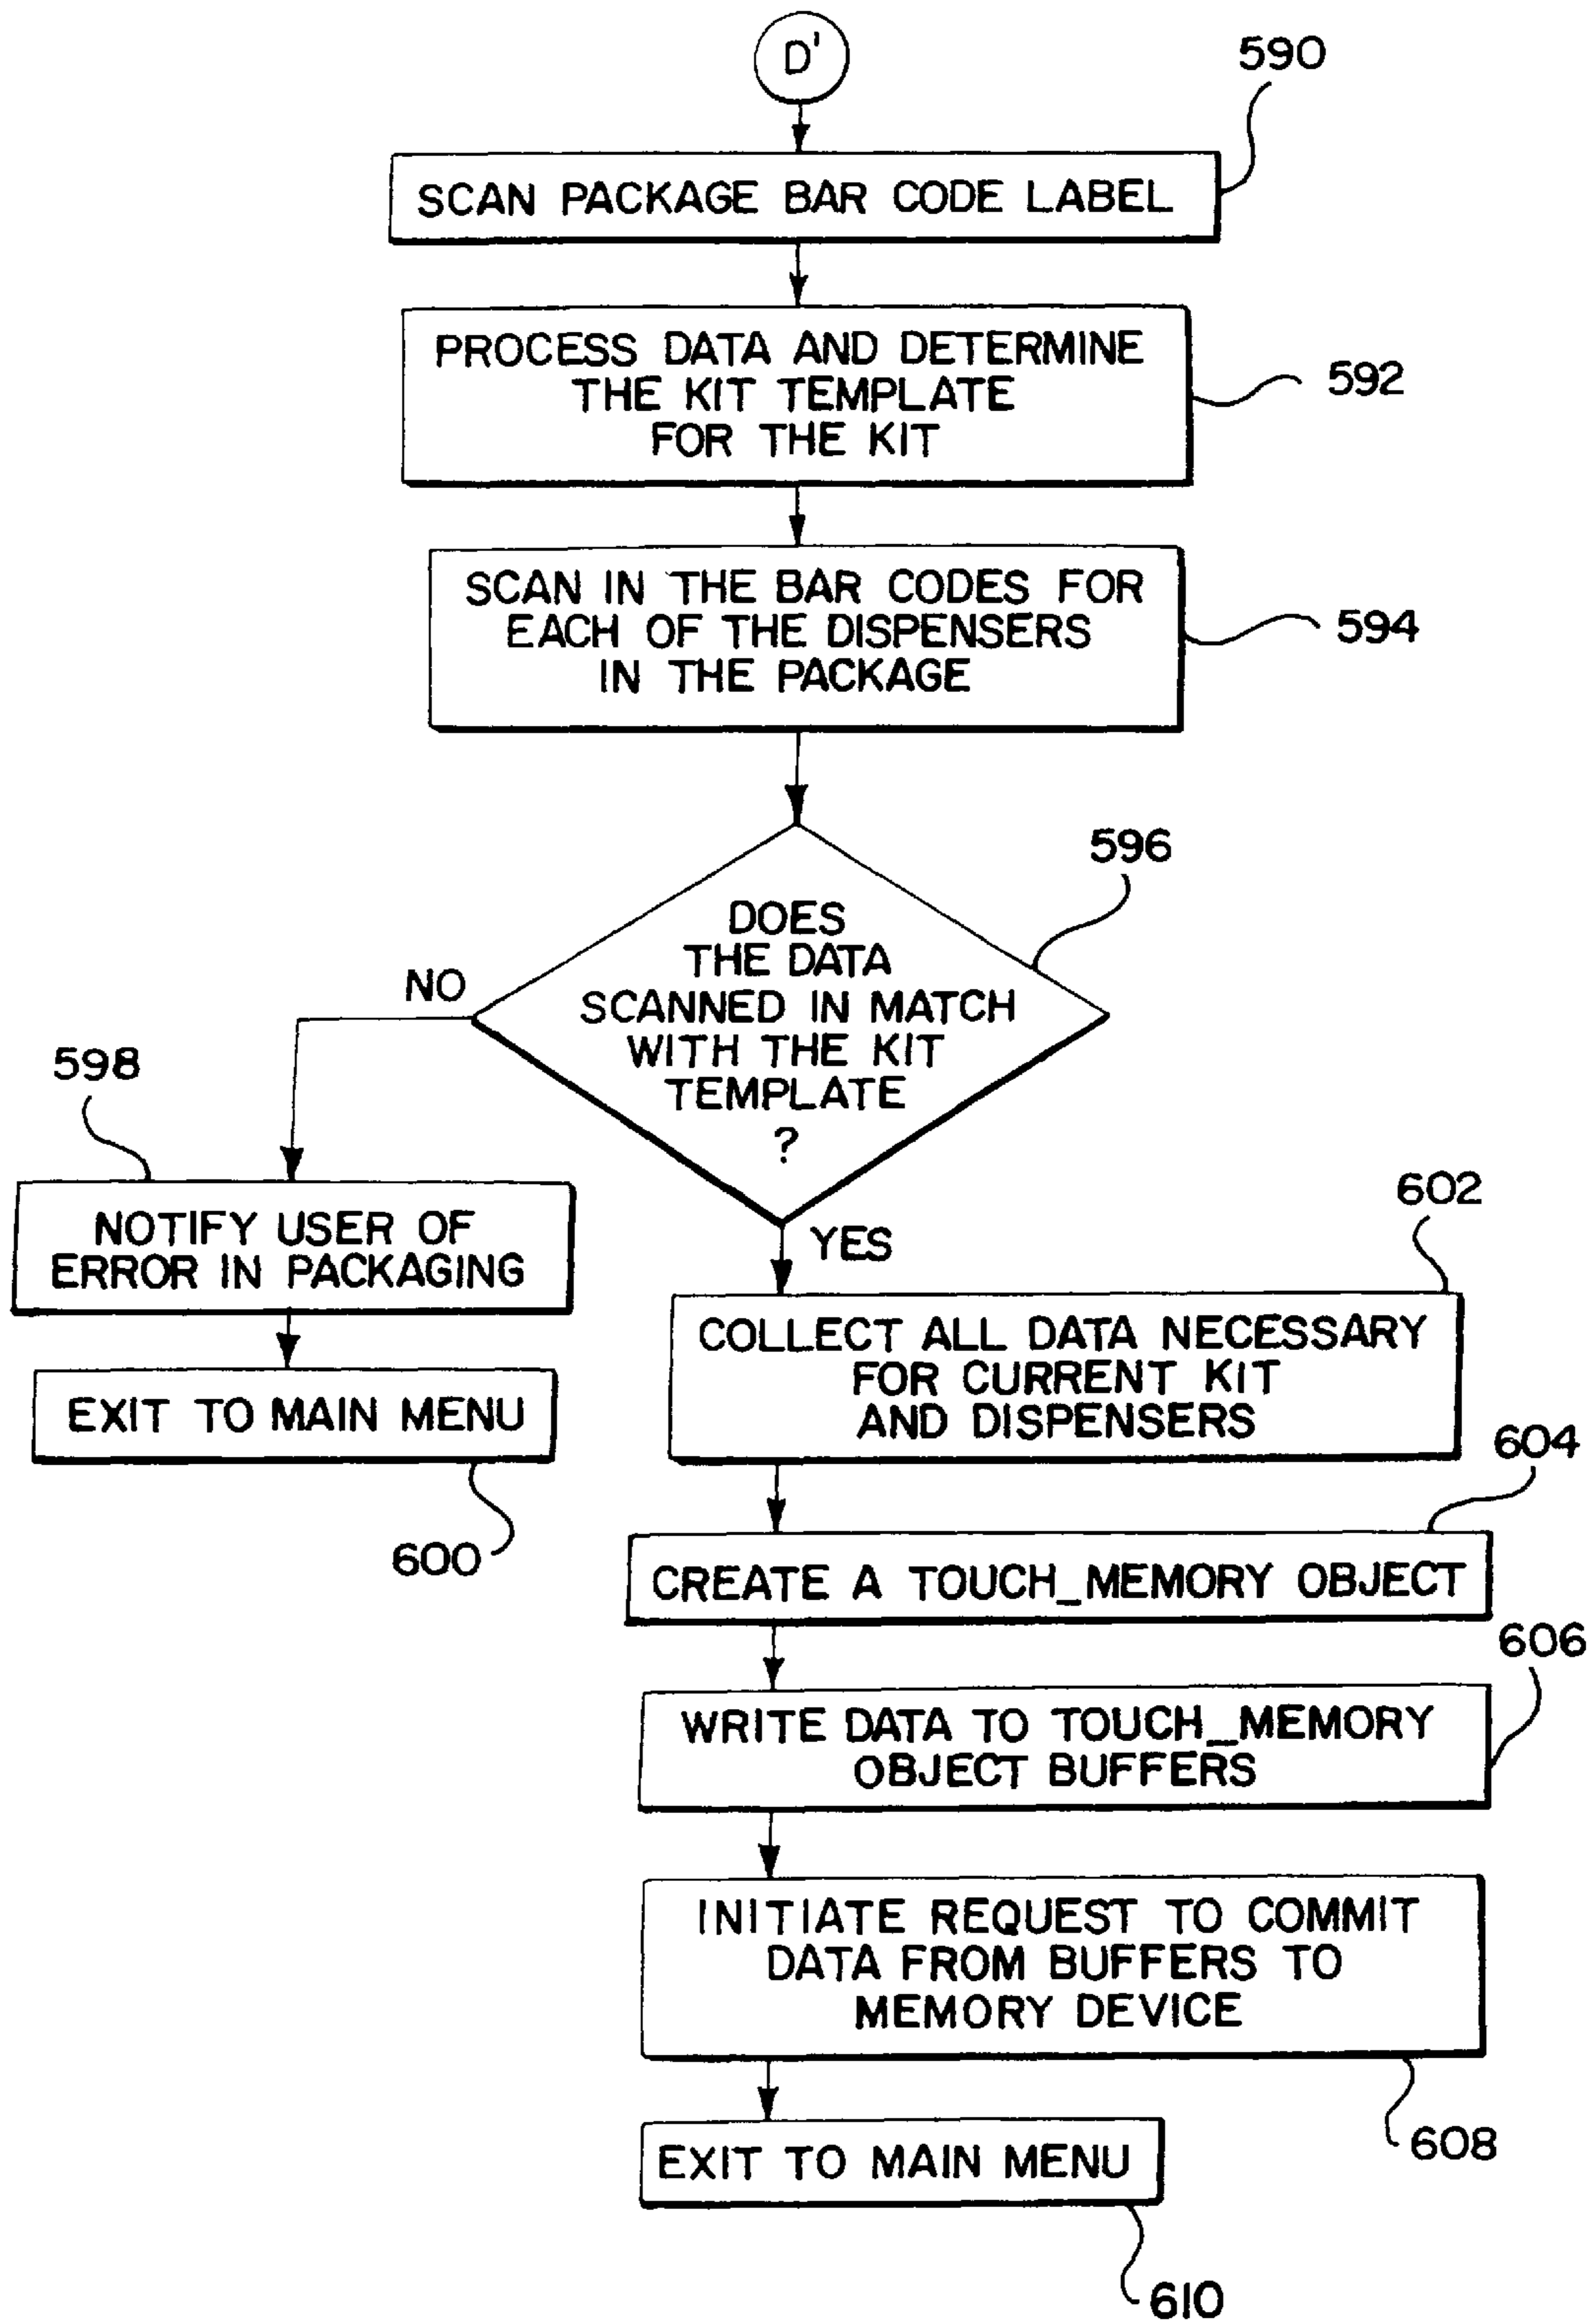 D'
590
SCAN PACKAGE BAR CODE LABEL
PROCESS DATA AND DETERMINE
THE KIT TEMPLATE
FOR THE KIT
592
SCAN IN THE BAR CODES FOR
EACH OF THE DISPENSERS
IN THE PACKAGE
594
596
DOES
THE DATA
SCANNED IN MATCH
WITH THE KIT
TEMPLATE
?
NO
598
NOTIFY USER OF
ERROR IN PACKAGING
EXIT TO MAIN MENU
600
YES
602
COLLECT ALL DATA NECESSARY
FOR CURRENT KIT
AND DISPENSERS
604
CREATE A TOUCH_MEMORY OBJECT
606
WRITE DATA TO TOUCH_MEMORY
OBJECT BUFFERS
INITIATE REQUEST TO COMMIT
DATA FROM BUFFERS TO
MEMORY DEVICE
608
EXIT TO MAIN MENU
610